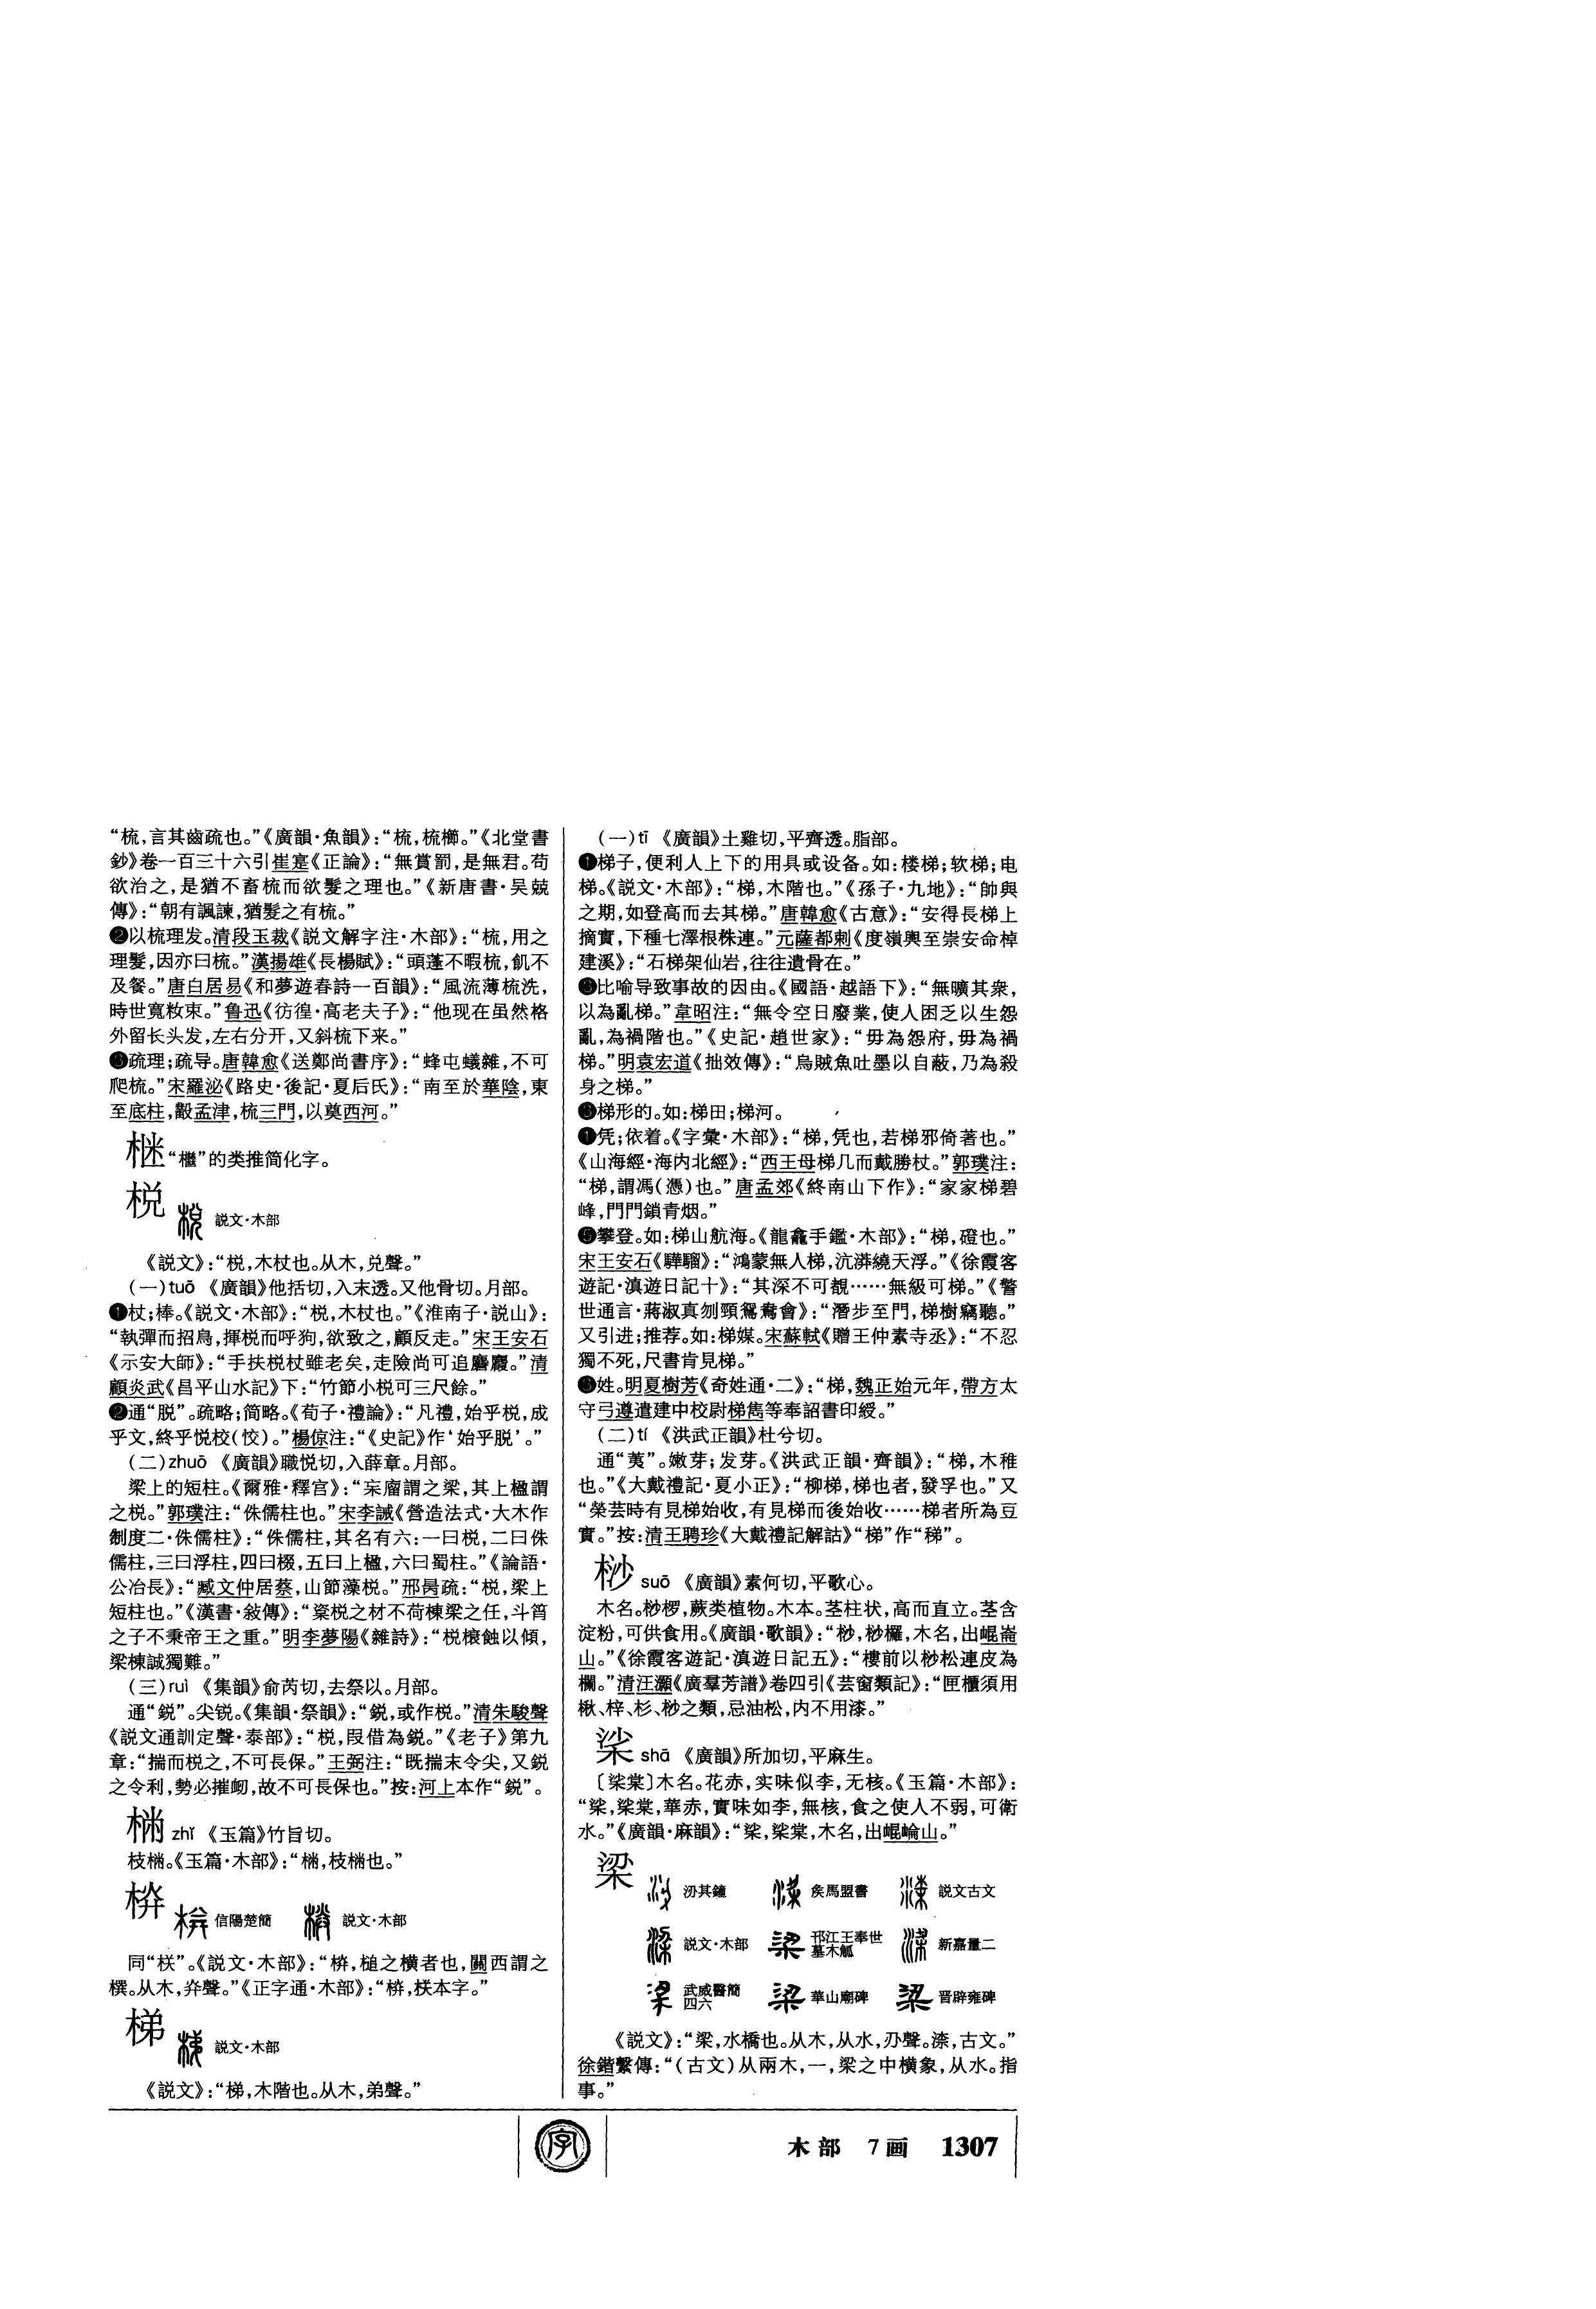 “梳，言其齒疏也。”《廣韻·魚韻》：“梳，梳櫛。”《北堂書
鈔》卷一百三十六引崔寔《正論》：“無賞罰，是無君。苟
欲治之，是猶不畜梳而欲髮之理也。”《新唐書·吴兢
傳》：“朝有諷諫，猶髮之有梳。”
❷以梳理发。清段玉裁《説文解字注·木部》：“梳，用之
理髮，因亦曰梳。”漢揚雄《長楊賦》：“頭蓬不暇梳，飢不
及餐。”唐白居易《和夢遊春詩一百韻》：“風流薄梳洗，
時世寬粧束。”鲁迅《彷徨·高老夫子》：“他现在虽然格
外留长头发，左右分开，又斜梳下来。”
❸疏理；疏导。唐韓愈《送鄭尚書序》：“蜂屯蟻雜，不可
爬梳。”宋羅泌《路史·後記·夏后氏》：“南至於華陰，東
至底柱，鑿孟津，梳三門，以奠西河。”
“檵”的类推简化字。
棁 説文·木部
《説文》：“棁，木杖也。从木，兑聲。”
（一）tuō 《廣韻》他括切，入末透。又他骨切。月部。
❶杖；棒。《説文·木部》：“棁，木杖也。”《淮南子·説山》：
“執彈而招鳥，揮棁而呼狗，欲致之，顧反走。”宋王安石
《示安大師》：“手扶棁杖雖老矣，走險尚可追麏麚。”清
顧炎武《昌平山水記》下：“竹節小棁可三尺餘。”
❷通“脱”。疏略；简略。《荀子·禮論》：“凡禮，始乎棁，成
乎文，終乎悦校（恔）。”楊倞注：“《史記》作‘始乎脱’。”
（二）zhuō 《廣韻》職悦切，入薛章。月部。
梁上的短柱。《爾雅·釋宫》：“杗廇謂之梁，其上楹謂
之棁。”郭璞注：“侏儒柱也。”宋李誡《營造法式·大木作
制度二·侏儒柱》：“侏儒柱，其名有六：一曰棁，二曰侏
儒柱，三曰浮柱，四曰棳，五曰上楹，六曰蜀柱。”《論語·
公冶長》：“臧文仲居蔡，山節藻棁。”邢昺疏：“棁，梁上
短柱也。”《漢書·敍傳》：“楶棁之材不荷棟梁之任，斗筲
之子不秉帝王之重。”明李夢陽《雜詩》：“棁榱蝕以傾，
梁棟誠獨難。”
（三）ruì 《集韻》俞芮切，去祭以。月部。
通“鋭”。尖锐。《集韻·祭韻》：“鋭，或作棁。”清朱駿聲
《説文通訓定聲·泰部》：“棁，叚借為鋭。”《老子》第九
章：“揣而棁之，不可長保。”王弼注：“既揣末令尖，又鋭
之令利，勢必摧衂，故不可長保也。”按：河上本作“鋭”。
zhǐ 《玉篇》竹旨切。
栟 信陽楚簡 説文·木部
同“栚”。《説文·木部》：“栟，槌之横者也，關西謂之
㯢。从木，灷聲。”《正字通·木部》：“栟，栚本字。”
梯 説文·木部
《説文》：“梯，木階也。从木，弟聲。”
（一）tī 《廣韻》土雞切，平齊透。脂部。
❶梯子，便利人上下的用具或设备。如：楼梯；软梯；电
梯。《説文·木部》：“梯，木階也。”《孫子·九地》：“帥與
之期，如登高而去其梯。”唐韓愈《古意》：“安得長梯上
摘實，下種七澤根株連。”元薩都剌《度嶺輿至崇安命棹
建溪》：“石梯架仙岩，往往遺骨在。”
❷比喻导致事故的因由。《國語·越語下》：“無曠其衆，
以為亂梯。”韋昭注：“無令空日廢業，使人困乏以生怨
亂，為禍階也。”《史記·趙世家》：“毋為怨府，毋為禍
梯。”明袁宏道《拙效傳》：“烏賊魚吐墨以自蔽，乃為殺
身之梯。”
❸梯形的。如：梯田；梯河。
❹凭；依着。《字彙·木部》：“梯，凭也，若梯邪倚著也。”
《山海經·海内北經》：“西王母梯几而戴勝杖。”郭璞注：
“梯，謂馮（憑）也。”唐孟郊《終南山下作》：“家家梯碧
峰，門門鎖青烟。”
❺攀登。如：梯山航海。《龍龕手鑑·木部》：“梯，磴也。”
宋王安石《驊騮》：“鴻蒙無人梯，沆漭繞天浮。”《徐霞客
遊記·滇遊日記十》：“其深不可覩……無級可梯。”《警
世通言·蔣淑真刎頸鴛鴦會》：“潛步至門，梯樹竊聽。”
又引进；推荐。如：梯媒。宋蘇軾《贈王仲素寺丞》：“不忍
獨不死，尺書肯見梯。”
❻姓。明夏樹芳《奇姓通·二》：“梯，魏正始元年，帶方太
守弓遵遣建中校尉梯儁等奉詔書印綬。”
（二）tí 《洪武正韻》杜兮切。
通“荑”。嫩芽；发芽。《洪武正韻·齊韻》：“梯，木稚
也。”《大戴禮記·夏小正》：“柳梯，梯也者，發孚也。”又
“榮芸時有見梯始收，有見梯而後始收……梯者所為豆
實。”按：清王聘珍《大戴禮記解詁》“梯”作“稊”。
桫 suō 《廣韻》素何切，平歌心。
木名。桫椤，蕨类植物。木本。茎柱状，高而直立。茎含
淀粉，可供食用。《廣韻·歌韻》：“桫，桫欏，木名，出崐崙
山。”《徐霞客遊記·滇遊日記五》：“樓前以桫松連皮為
欄。”清汪灝《廣羣芳譜》卷四引《芸窗類記》：“匣櫃須用
楸、梓、杉、桫之類，忌油松，内不用漆。”
桬 shā 《廣韻》所加切，平麻生。
〔桬棠〕木名。花赤，实味似李，无核。《玉篇·木部》：
“桬，桬棠，華赤，實味如李，無核，食之使人不弱，可衛
水。”《廣韻·麻韻》：“桬，桬棠，木名，出崐崘山。”
梁 汈其鐘 矦馬盟書 説文古文
説文·木部 邗江王奉世墓木觚 新嘉量二
武威醫簡四六 華山廟碑 晋辟雍碑
《説文》：“梁，水橋也。从木，从水，刅聲。渿，古文。”
徐鍇繫傳：“（古文）从兩木，一，梁之中横象，从水。指
事。”
字
木部 7画 1307